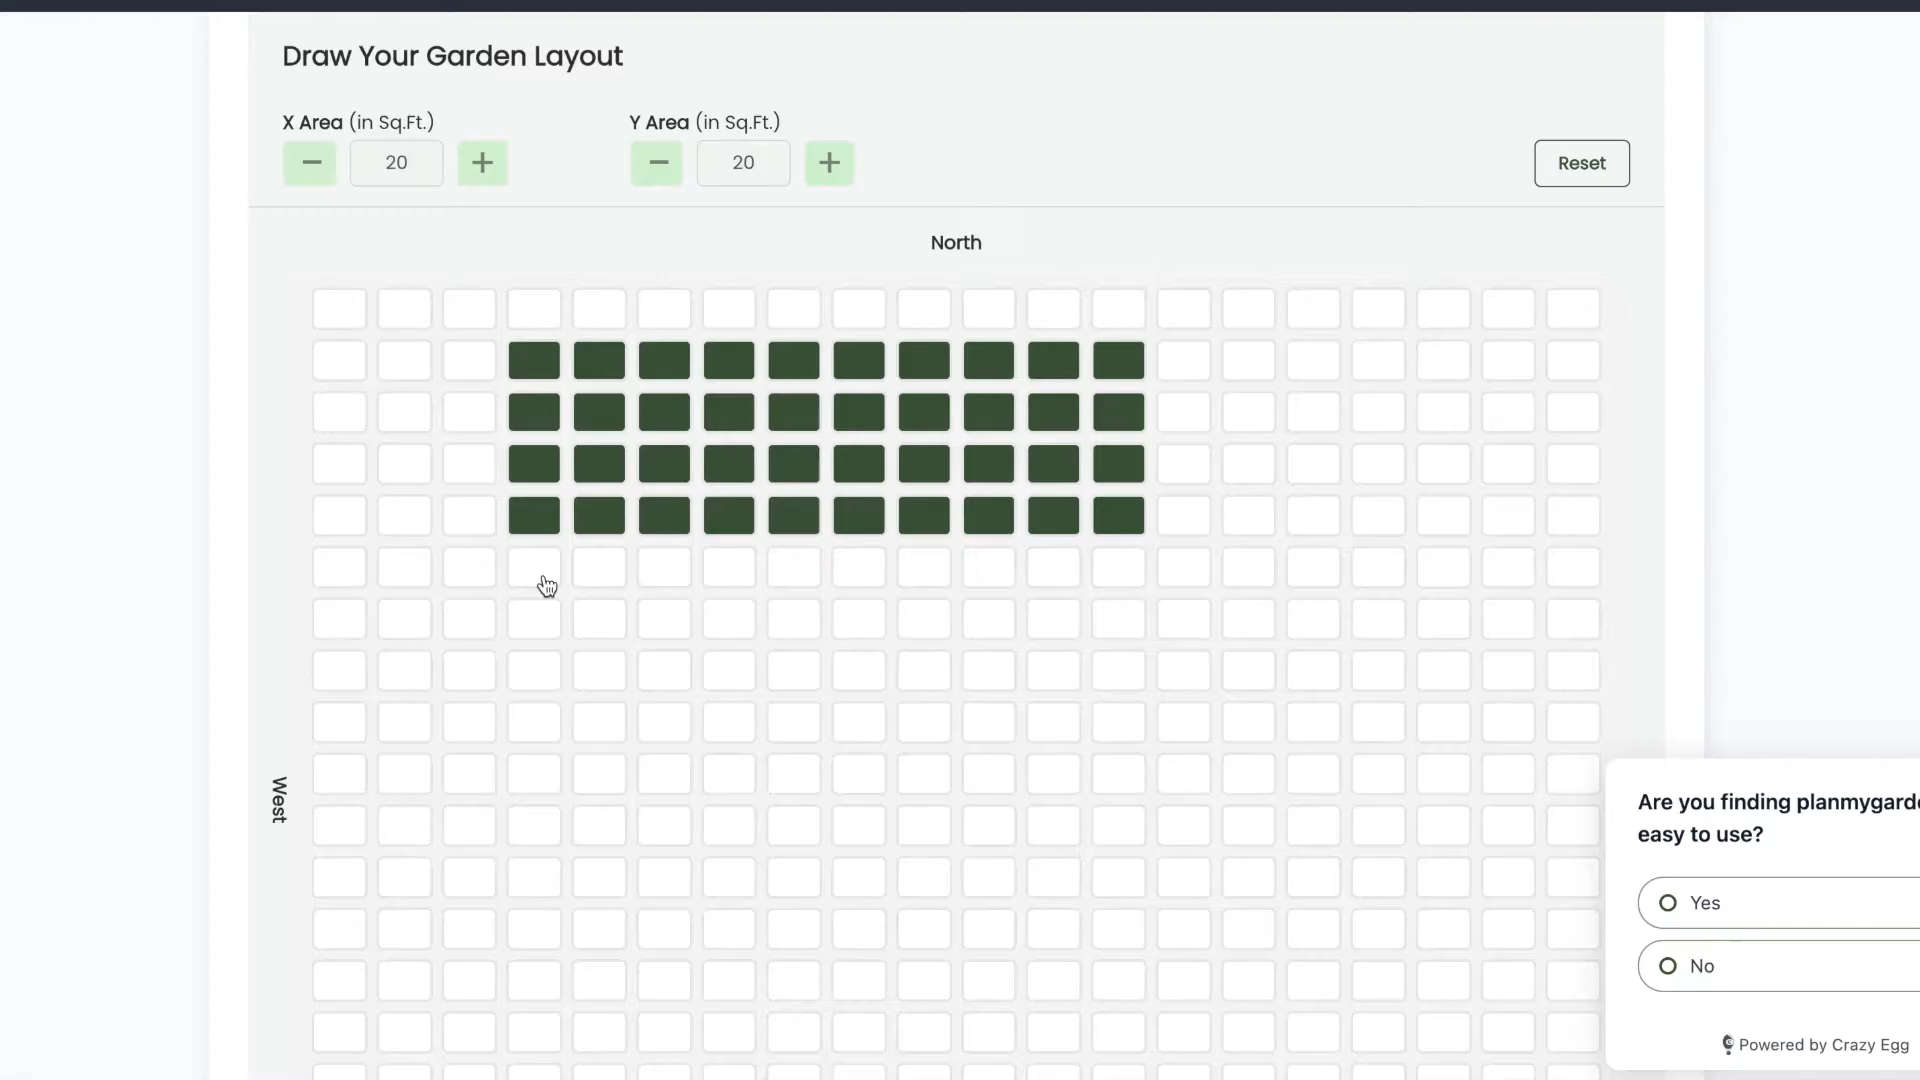 Draw Your Garden Layout
X Area (in Sq.Ft.)
Y Area (in Sq.Ft.)
− 20 +
− 20 +
Reset
North
West
Are you finding planmygard
easy to use?
Yes
No
Powered by Crazy Egg